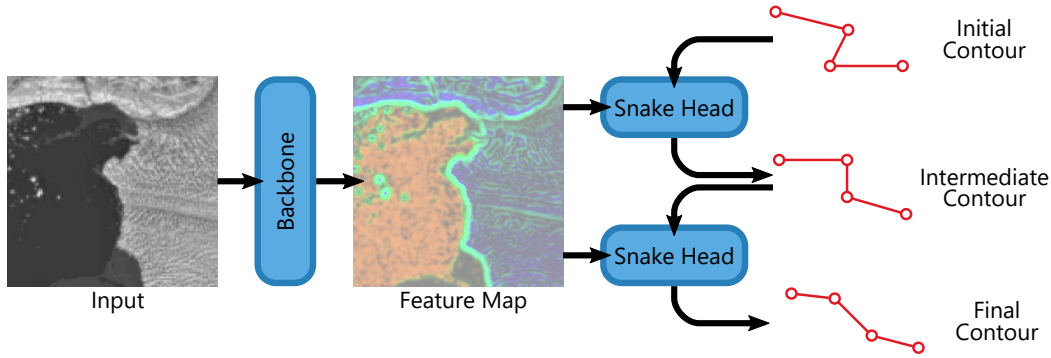 Input
Backbone
Feature Map
Snake Head
Snake Head
Initial
Contour
Intermediate
Contour
Final
Contour